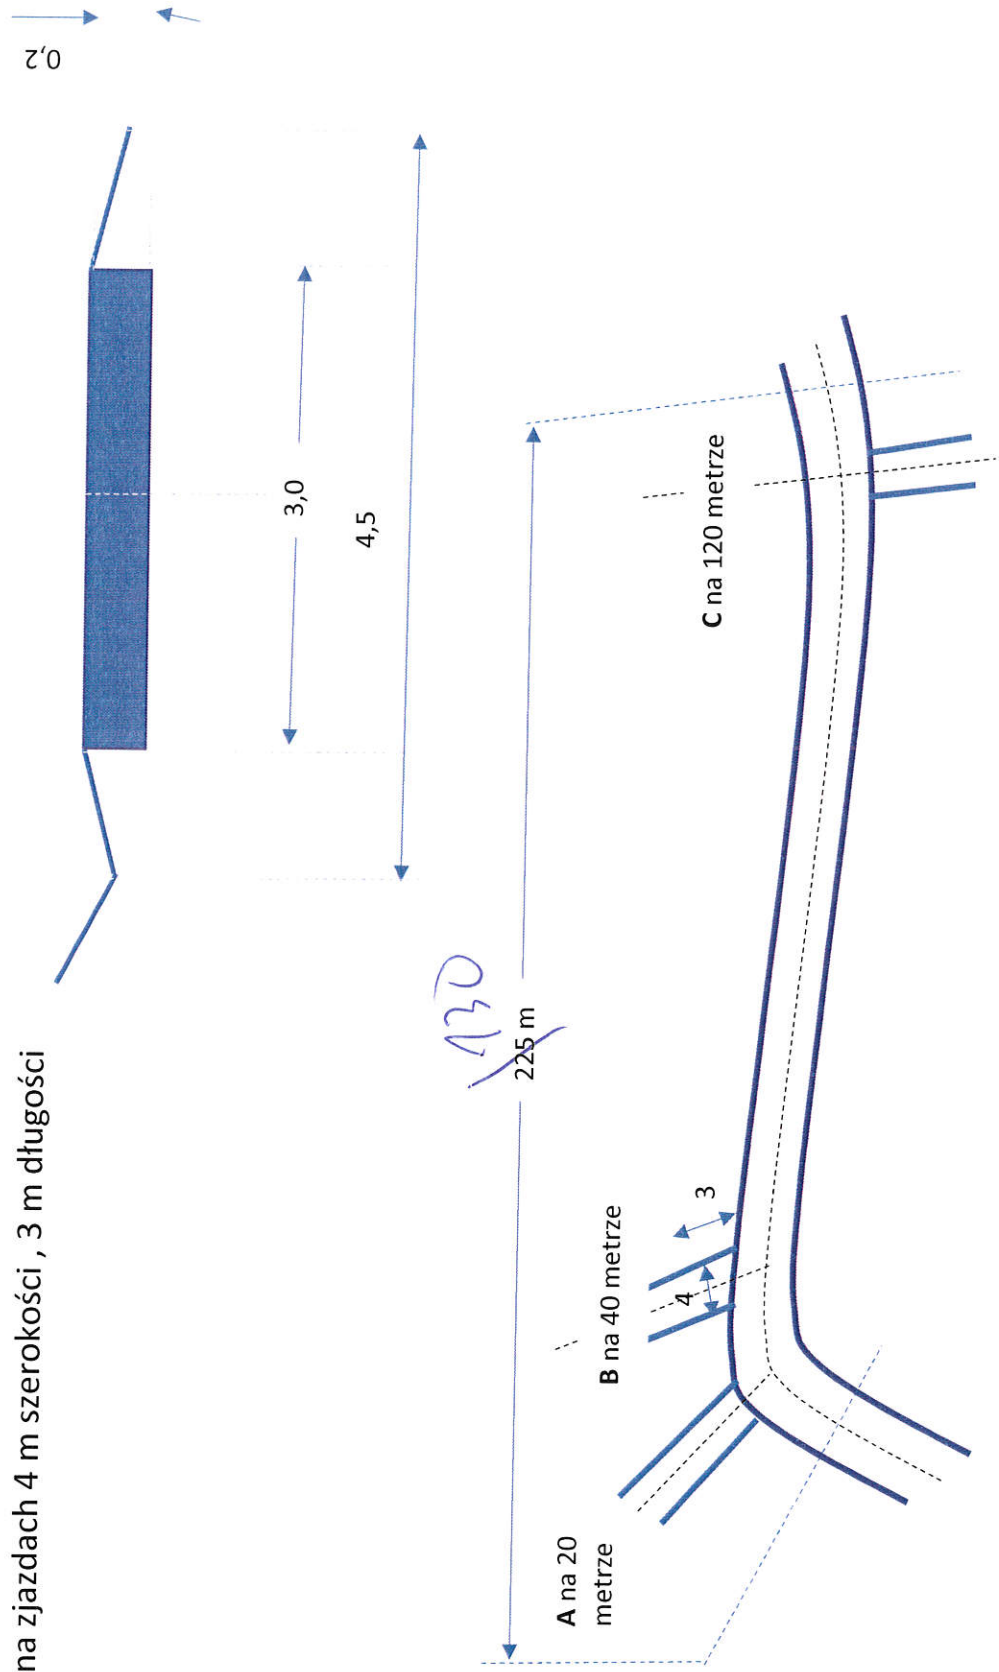 na zjazdach 4 m szerokości , 3 m długości
0,2
3,0
4,5
130
225 m
A na 20
metrze
B na 40 metrze
4
3
C na 120 metrze